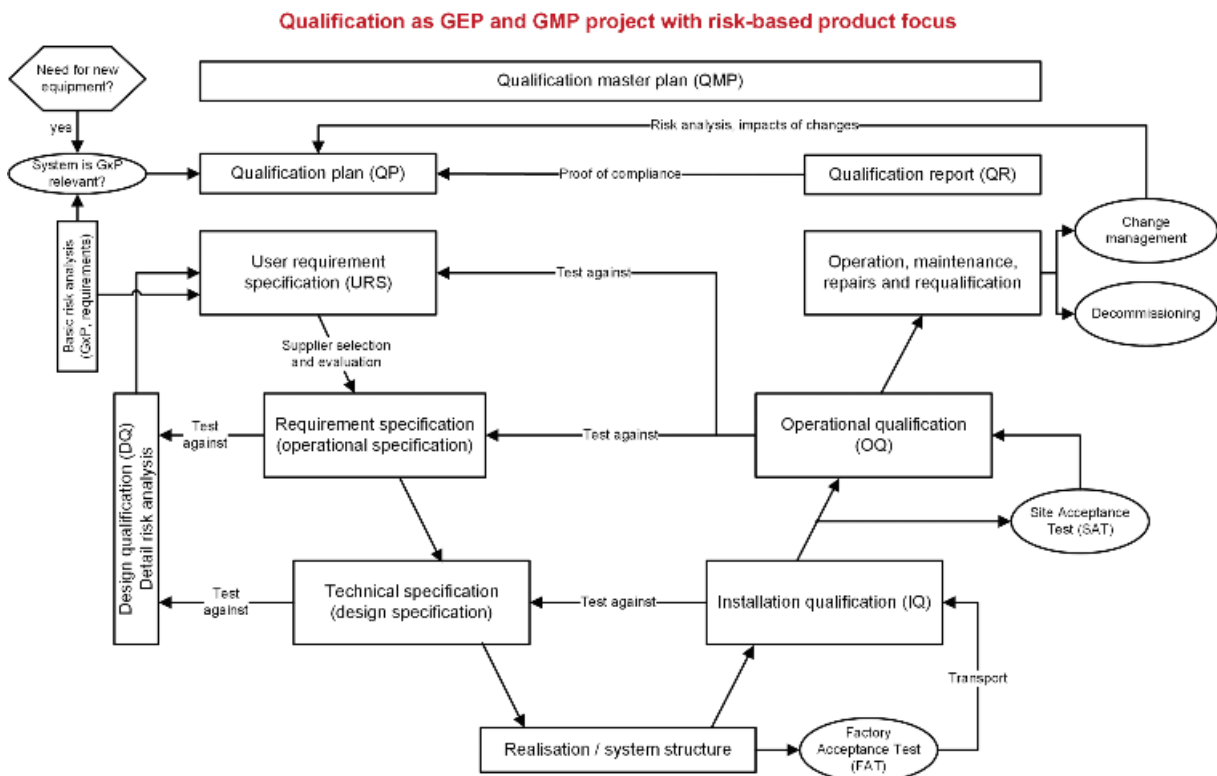 Qualification as GEP and GMP project with risk-based product focus
Need for new
equipment?
Qualification master plan (QMP)
yes
Risk analysis, impacts of changes
System is GxP
relevant?
Qualification plan (QP)
Proof of compliance
Qualification report (QR)
Change
management
Basic risk analysis
(GxP, requirements)
User requirement
specification (URS)
Test against
Operation, maintenance,
repairs and requalification
Decommissioning
Supplier selection
and evaluation
Design qualification (DQ)
Detail risk analysis
Test
against
Requirement specification
(operational specification)
Test against
Operational qualification
(OQ)
Site Acceptance
Test (SAT)
Test
against
Technical specification
(design specification)
Test against
Installation qualification (IQ)
Transport
Realisation / system structure
Factory
Acceptance Test
(FAT)